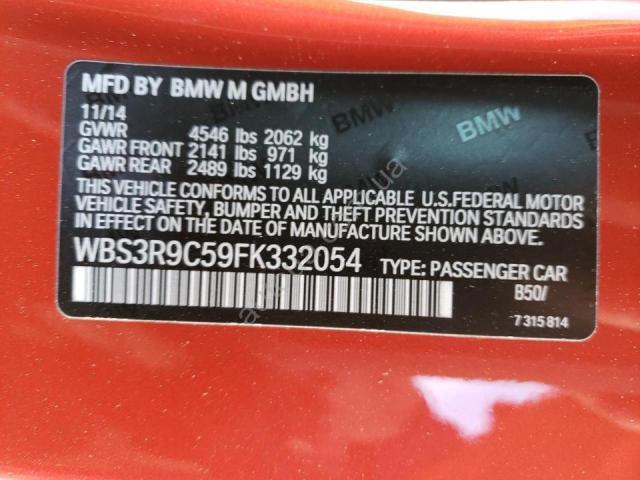 MFD BY BMW M GMBH
11/14
GVWR 4546 lbs 2062 kg
GAWR FRONT 2141 lbs 971 kg
GAWR REAR 2489 lbs 1129 kg
THIS VEHICLE CONFORMS TO ALL APPLICABLE U.S.FEDERAL MOTOR
VEHICLE SAFETY, BUMPER AND THEFT PREVENTION STANDARDS
IN EFFECT ON THE DATE OF MANUFACTURE SHOWN ABOVE.
WBS3R9C59FK332054 TYPE: PASSENGER CAR
B50/
7 315 814
BMW
BMW